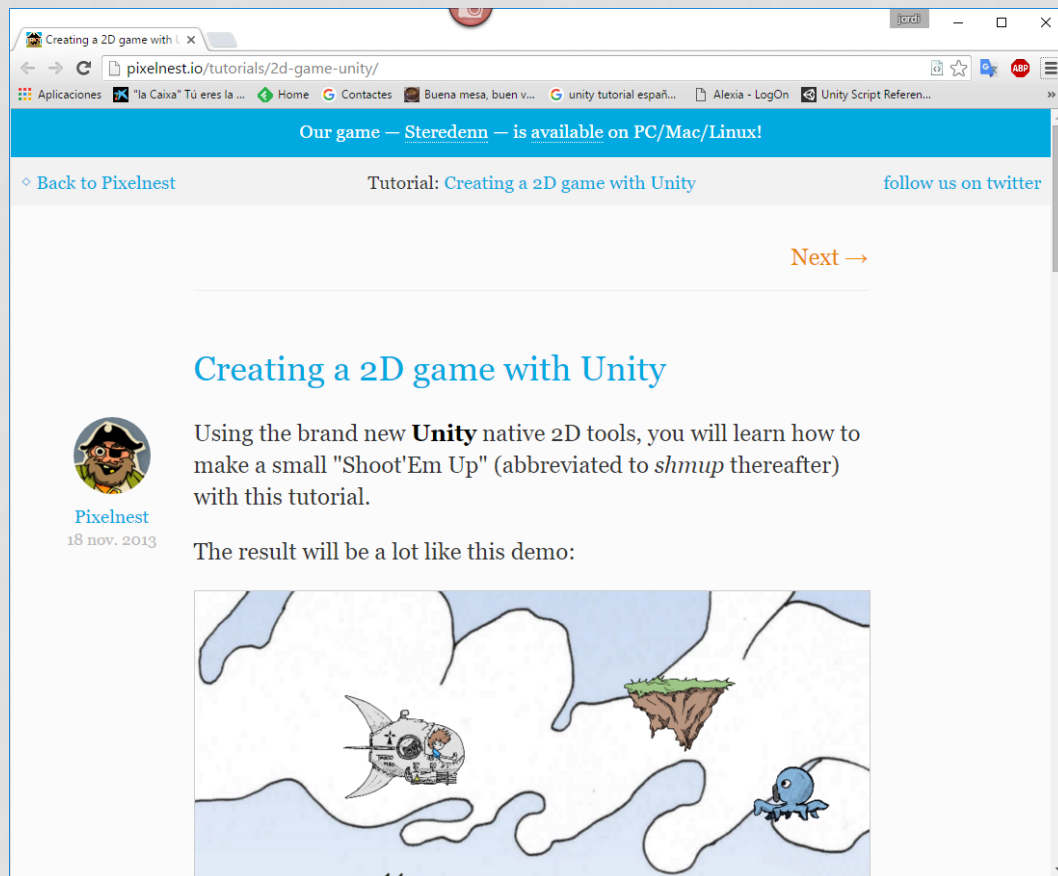 jordi
Creating a 2D game with U
pixelnest.io/tutorials/2d-game-unity/
ABP
Aplicaciones "la Caixa" Tú eres la ... Home Contactes Buena mesa, buen v... unity tutorial españ... Alexia - LogOn Unity Script Referen... »
Our game — Steredenn — is available on PC/Mac/Linux!
Back to Pixelnest Tutorial: Creating a 2D game with Unity follow us on twitter
Next →
Creating a 2D game with Unity
Using the brand new Unity native 2D tools, you will learn how to
make a small "Shoot'Em Up" (abbreviated to shmup thereafter)
with this tutorial.
Pixelnest
18 nov. 2013
The result will be a lot like this demo: